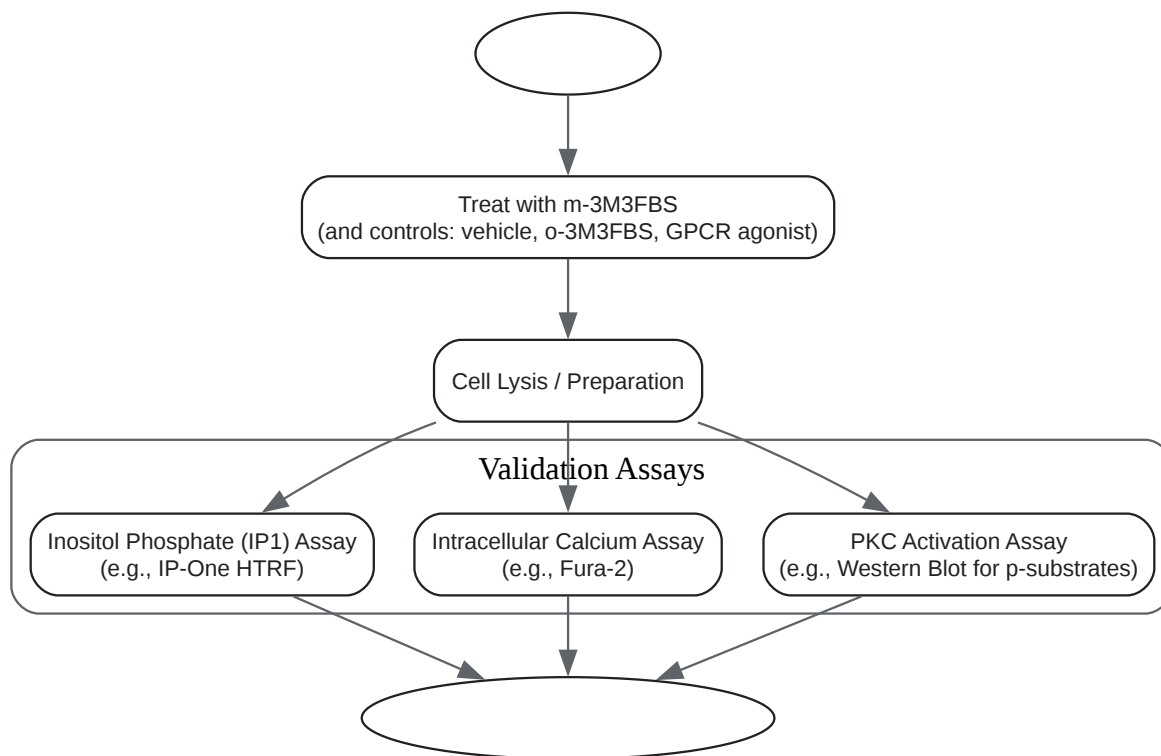 Treat with m-3M3FBS
(and controls: vehicle, o-3M3FBS, GPCR agonist)
Cell Lysis / Preparation
Validation Assays
Inositol Phosphate (IP1) Assay
(e.g., IP-One HTRF)
Intracellular Calcium Assay
(e.g., Fura-2)
PKC Activation Assay
(e.g., Western Blot for p-substrates)